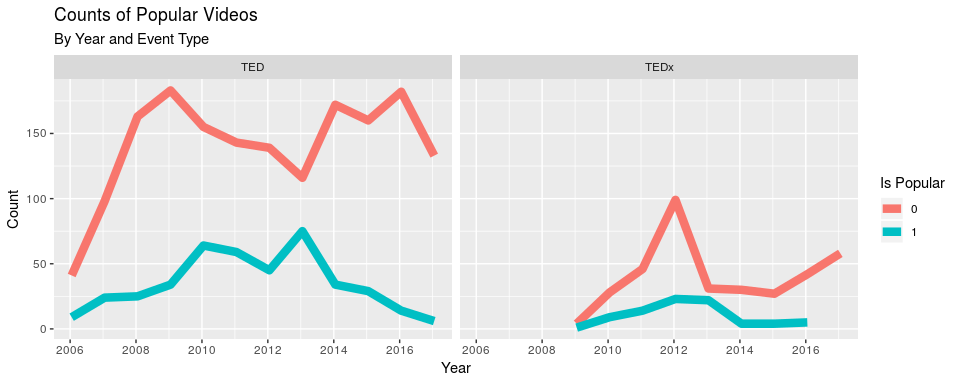 Counts of Popular Videos
By Year and Event Type
TED
TEDx
150
100
50
0
Count
2006 2008 2010 2012 2014 2016
2006 2008 2010 2012 2014 2016
Year
Is Popular
0
1